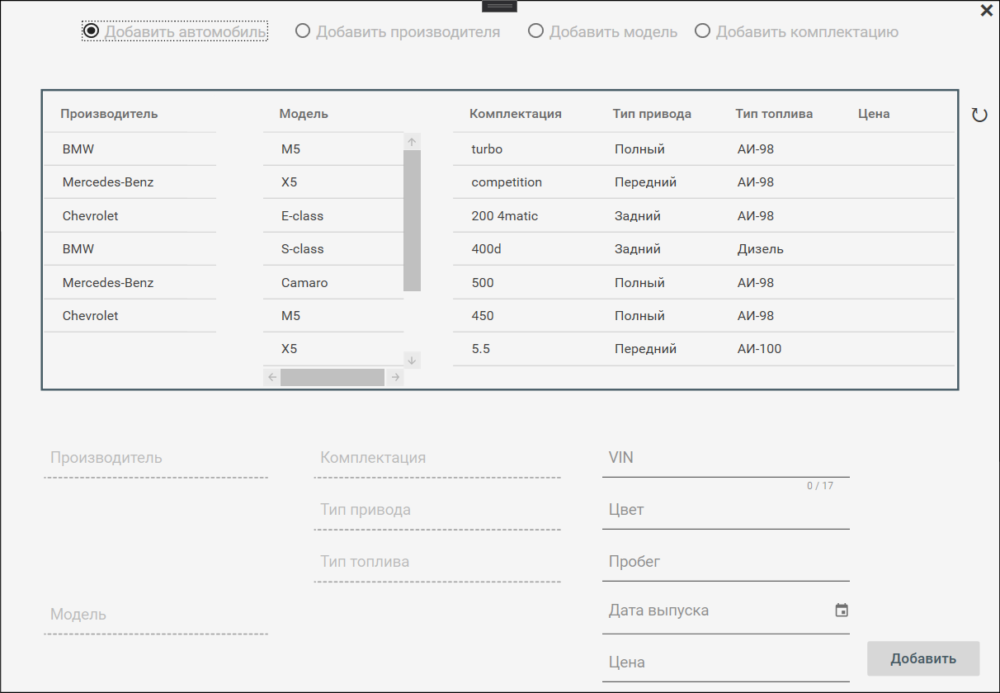 Добавить автомобиль Добавить производителя Добавить модель Добавить комплектацию
Производитель Модель Комплектация Тип привода Тип топлива Цена
BMW M5 turbo Полный АИ-98
Mercedes-Benz X5 competition Передний АИ-98
Chevrolet E-class 200 4matic Задний АИ-98
BMW S-class 400d Задний Дизель
Mercedes-Benz Camaro 500 Полный АИ-98
Chevrolet M5 450 Полный АИ-98
X5 5.5 Передний АИ-100
Производитель Комплектация VIN
0 / 17
Тип привода Цвет
Тип топлива Пробег
Модель Дата выпуска
Цена Добавить